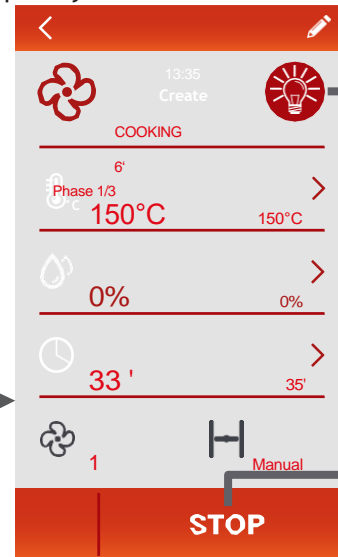 13:35
Create
COOKING
6'
Phase 1/3
°C
150°C
150°C
0%
0%
33 '
35'
1
Manual
STOP